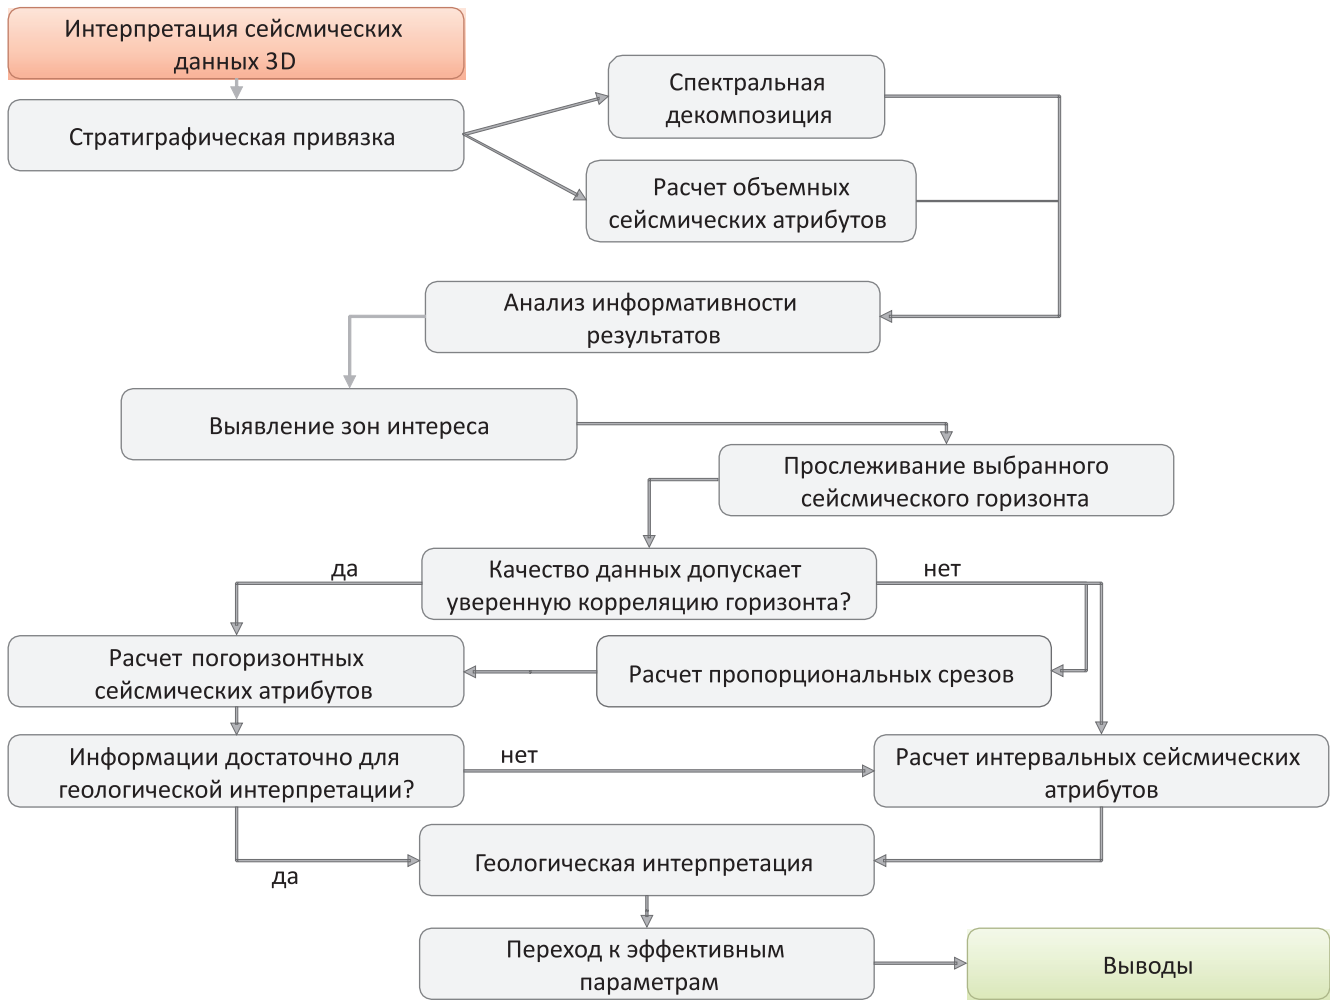 Интерпретация сейсмических
данных 3D
Стратиграфическая привязка
Спектральная
декомпозиция
Расчет объемных
сейсмических атрибутов
Анализ информативности
результатов
Выявление зон интереса
Прослеживание выбранного
сейсмического горизонта
Качество данных допускает
уверенную корреляцию горизонта?
да
нет
Расчет погоризонтных
сейсмических атрибутов
Расчет пропорциональных срезов
Информации достаточно для
геологической интерпретации?
нет
Расчет интервальных сейсмических
атрибутов
да
Геологическая интерпретация
Переход к эффективным
параметрам
Выводы